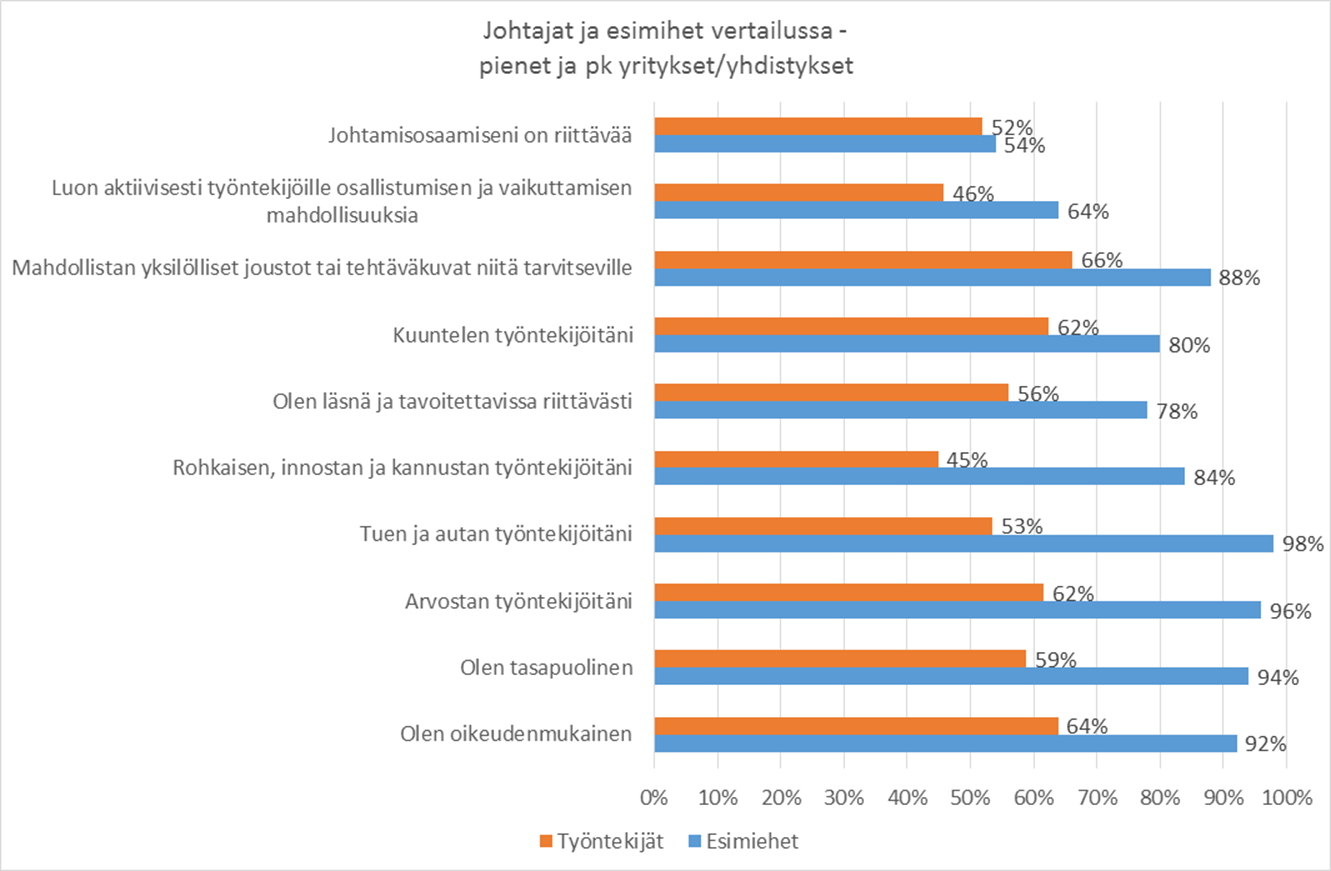 Johtajat ja esimihet vertailussa -
pienet ja pk yritykset/yhdistykset
Johtamisosaamiseni on riittävää
52%
54%
Luon aktiivisesti työntekijöille osallistumisen ja vaikuttamisen
mahdollisuuksia
46%
64%
Mahdollistan yksilölliset joustot tai tehtäväkuvat niitä tarvitseville
66%
88%
Kuuntelen työntekijöitäni
62%
80%
Olen läsnä ja tavoitettavissa riittävästi
56%
78%
Rohkaisen, innostan ja kannustan työntekijöitäni
45%
84%
Tuen ja autan työntekijöitäni
53%
98%
Arvostan työntekijöitäni
62%
96%
Olen tasapuolinen
59%
94%
Olen oikeudenmukainen
64%
92%
0% 10% 20% 30% 40% 50% 60% 70% 80% 90% 100%
Työntekijät Esimiehet